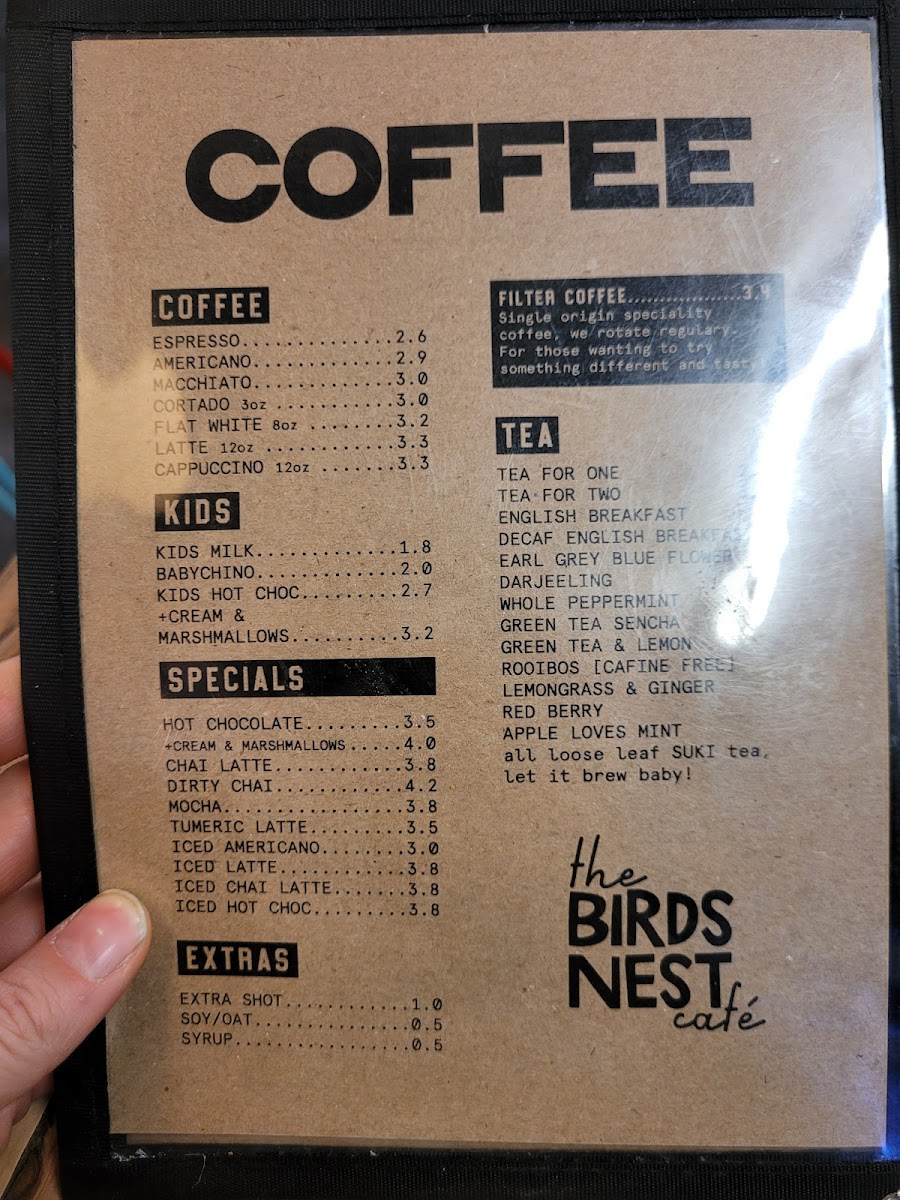 COFFEE
COFFEE
ESPRESSO...............2.6
AMERICANO..............2.9
MACCHIATO..............3.0
CORTADO 3oz ............3.0
FLAT WHITE 8oz ........3.2
LATTE 12oz ............3.3
CAPPUCCINO 12oz .......3.3
KIDS
KIDS MILK.............1.8
BABYCHINO.............2.0
KIDS HOT CHOC.........2.7
+CREAM &
MARSHMALLOWS..........3.2
SPECIALS
HOT CHOCOLATE.........3.5
+CREAM & MARSHMALLOWS.....4.0
CHAI LATTE............3.8
DIRTY CHAI............4.2
MOCHA.................3.8
TUMERIC LATTE.........3.5
ICED AMERICANO........3.0
ICED LATTE............3.8
ICED CHAI LATTE.......3.8
ICED HOT CHOC.........3.8
EXTRAS
EXTRA SHOT............1.0
SOY/OAT...............0.5
SYRUP.................0.5
FILTER COFFEE..................3.4
Single origin speciality
coffee, we rotate regulary.
For those wanting to try
something different and tasty!
TEA
TEA FOR ONE
TEA FOR TWO
ENGLISH BREAKFAST
DECAF ENGLISH BREAKFAST
EARL GREY BLUE FLOWER
DARJEELING
WHOLE PEPPERMINT
GREEN TEA SENCHA
GREEN TEA & LEMON
ROOIBOS [CAFINE FREE]
LEMONGRASS & GINGER
RED BERRY
APPLE LOVES MINT
all loose leaf SUKI tea,
let it brew baby!
the
BIRDS
NEST
café